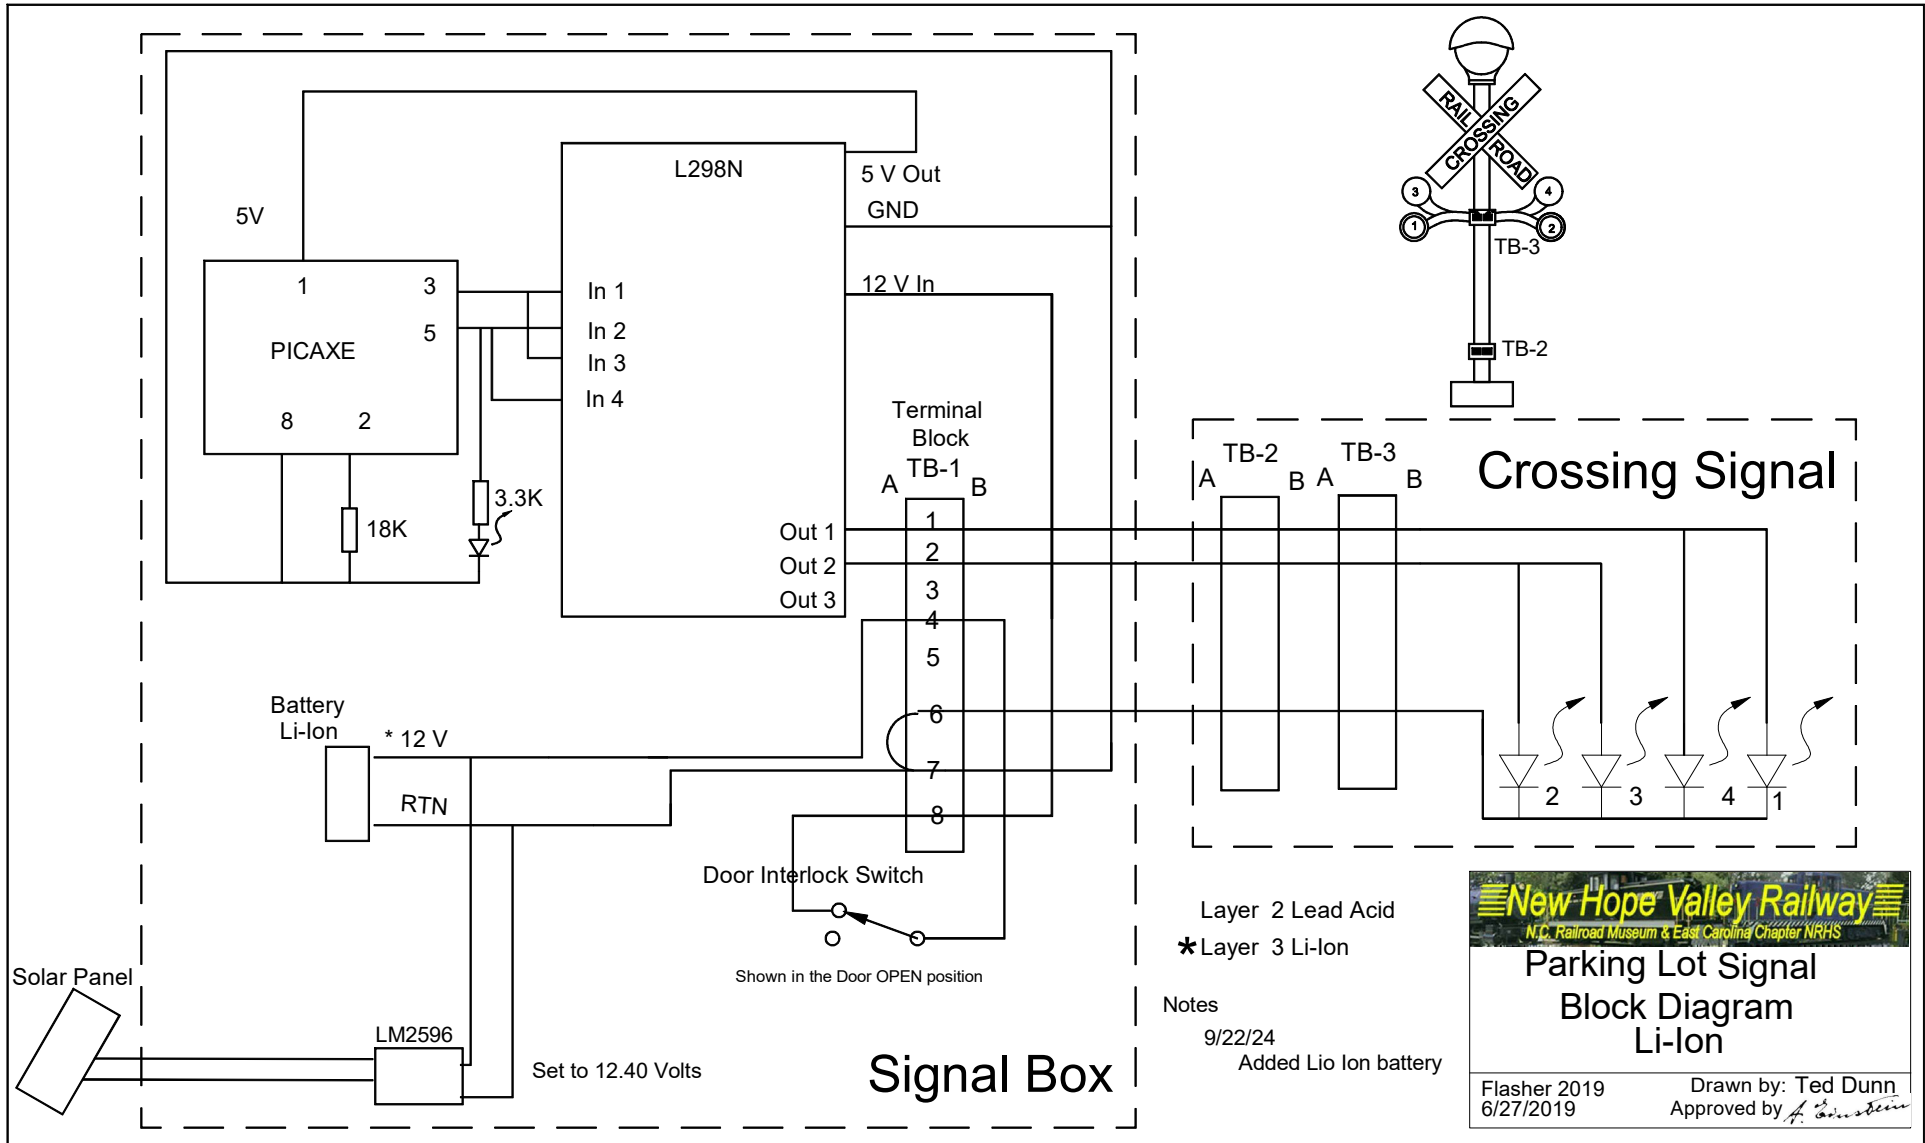 5V
1
3
5
PICAXE
8
2
18K
3.3K
L298N
5 V Out
GND
12 V In
In 1
In 2
In 3
In 4
Out 1
Out 2
Out 3
Terminal
Block
TB-1
A
B
1
2
3
4
5
6
7
8
Battery
Li-Ion
* 12 V
RTN
Door Interlock Switch
Shown in the Door OPEN position
Solar Panel
LM2596
Set to 12.40 Volts
Signal Box
RAIL
ROAD
CROSSING
3
4
1
2
TB-3
TB-2
Crossing Signal
TB-2
A
B
TB-3
A
B
2
3
4
1
Layer 2 Lead Acid
*Layer 3 Li-Ion
Notes
9/22/24
Added Lio Ion battery
New Hope Valley Railway
N.C. Railroad Museum & East Carolina Chapter NRHS
Parking Lot Signal
Block Diagram
Li-Ion
Flasher 2019
6/27/2019
Drawn by: Ted Dunn
Approved by A. Einstein